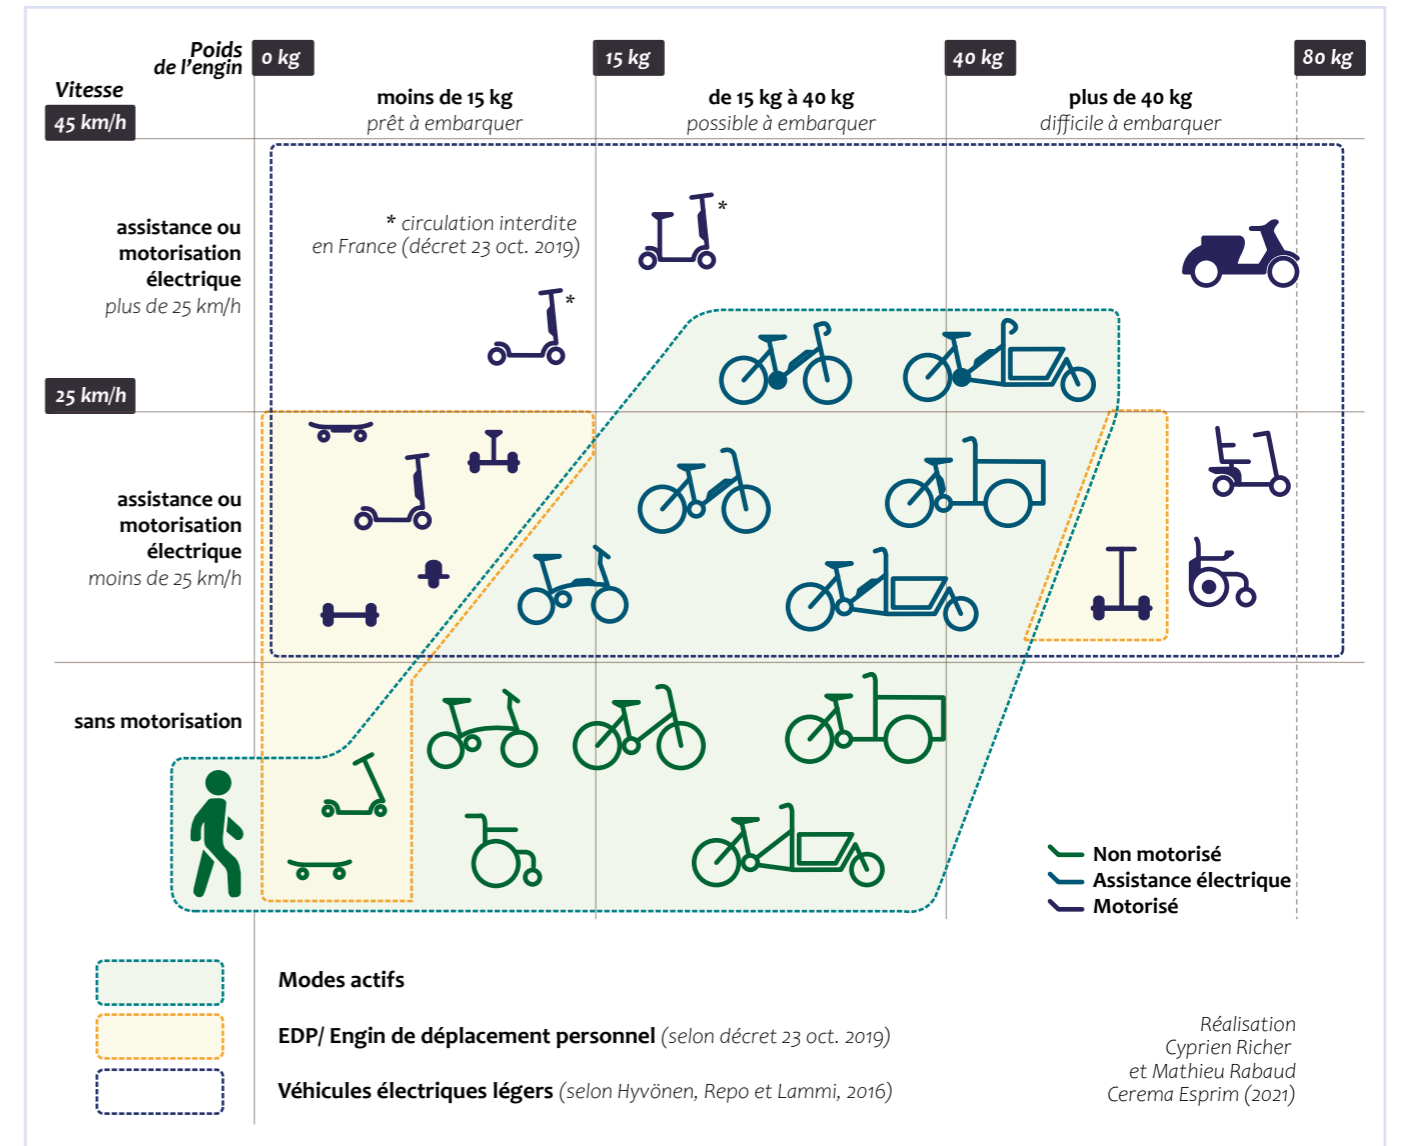 Poids
de l'engin
0 kg
15 kg
40 kg
80 kg
Vitesse
45 km/h
moins de 15 kg
prêt à embarquer
de 15 kg à 40 kg
possible à embarquer
plus de 40 kg
difficile à embarquer
assistance ou
motorisation
électrique
plus de 25 km/h
* circulation interdite
en France (décret 23 oct. 2019)
*
*
25 km/h
assistance ou
motorisation
électrique
moins de 25 km/h
sans motorisation
Non motorisé
Assistance électrique
Motorisé
Modes actifs
EDP/ Engin de déplacement personnel (selon décret 23 oct. 2019)
Véhicules électriques légers (selon Hyvönen, Repo et Lammi, 2016)
Réalisation
Cyprien Richer
et Mathieu Rabaud
Cerema Esprim (2021)